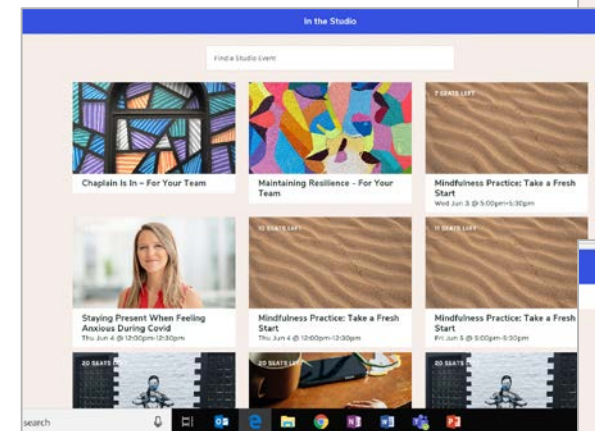 In the Studio
Find a Studio Event
Chaplain Is In – For Your
Team
Maintaining Resilience – For Your
Team
7 SEATS LEFT
Mindfulness Practice: Take a Fresh
Start
Wed Jun 3 @ 5:00pm-5:30pm
Staying Present When Feeling
Anxious During Covid
Thu Jun 4 @ 12:00pm-12:30pm
12 SEATS LEFT
Mindfulness Practice: Take a Fresh
Start
Thu Jun 4 @ 12:00pm-12:30pm
11 SEATS LEFT
Mindfulness Practice: Take a Fresh
Start
Fri Jun 5 @ 5:00pm-5:30pm
20 SEATS LEFT
20 SEATS LEFT
20 SEATS LEFT
search